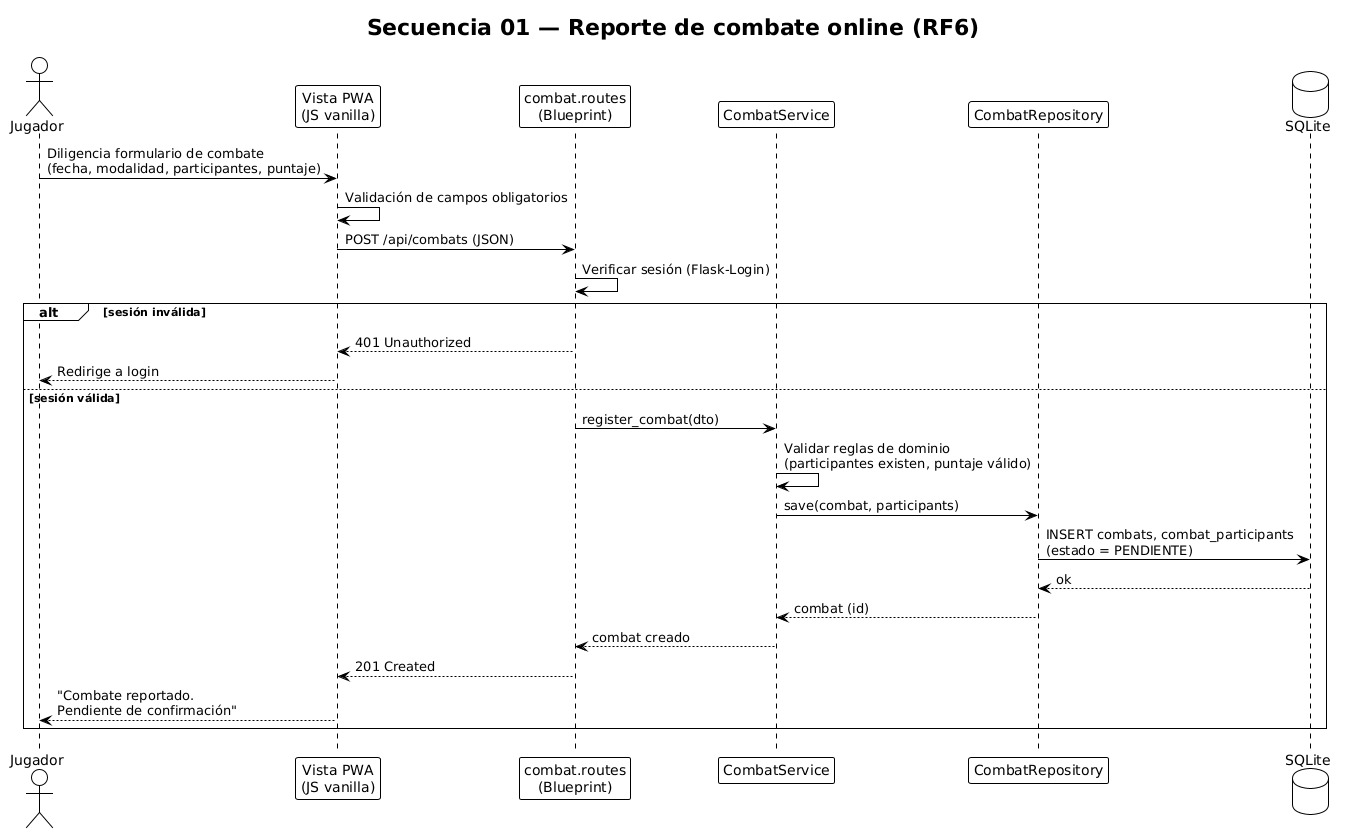 Secuencia 01 — Reporte de combate online (RF6)
Jugador
Vista PWA
(JS vanilla)
combat.routes
(Blueprint)
CombatService
CombatRepository
SQLite
Diligencia formulario de combate
(fecha, modalidad, participantes, puntaje)
Validación de campos obligatorios
POST /api/combats (JSON)
Verificar sesión (Flask-Login)
alt
[sesión inválida]
401 Unauthorized
Redirige a login
[sesión válida]
register_combat(dto)
Validar reglas de dominio
(participantes existen, puntaje válido)
save(combat, participants)
INSERT combats, combat_participants
(estado = PENDIENTE)
ok
combat (id)
combat creado
201 Created
"Combate reportado.
Pendiente de confirmación"
Jugador
Vista PWA
(JS vanilla)
combat.routes
(Blueprint)
CombatService
CombatRepository
SQLite